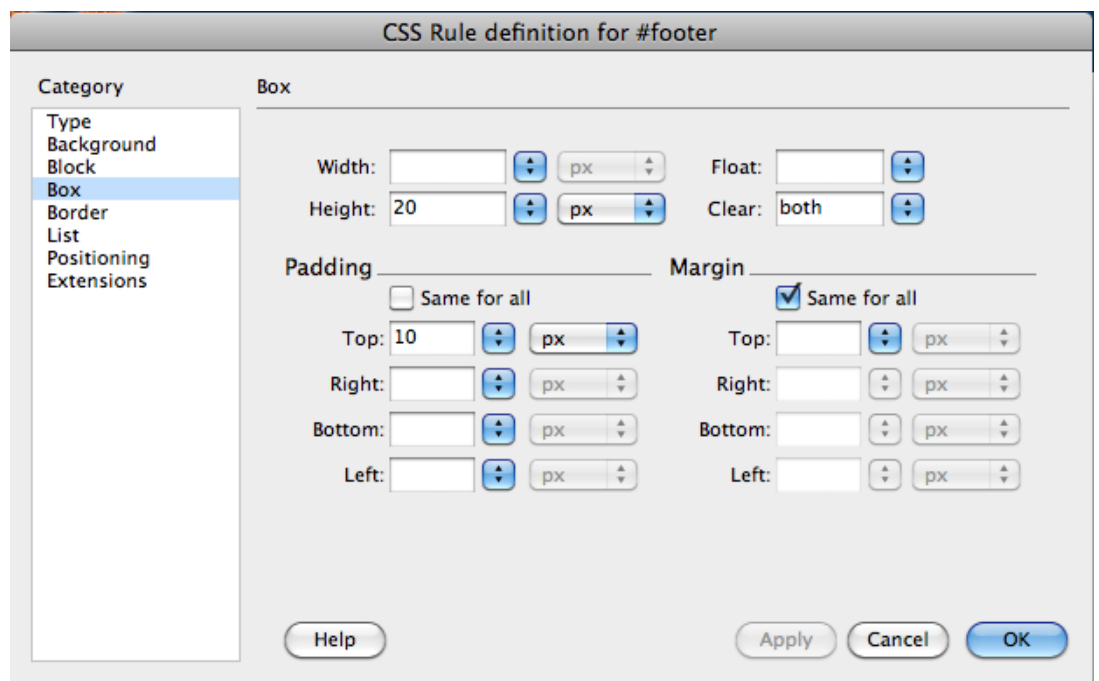 CSS Rule definition for #footer
Category
Box
Type
Background
Block
Box
Border
List
Positioning
Extensions
Width: px Float:
Height: 20 px Clear: both
Padding Margin
Same for all Same for all
Top: 10 px Top: px
Right: px Right: px
Bottom: px Bottom: px
Left: px Left: px
Help Apply Cancel OK